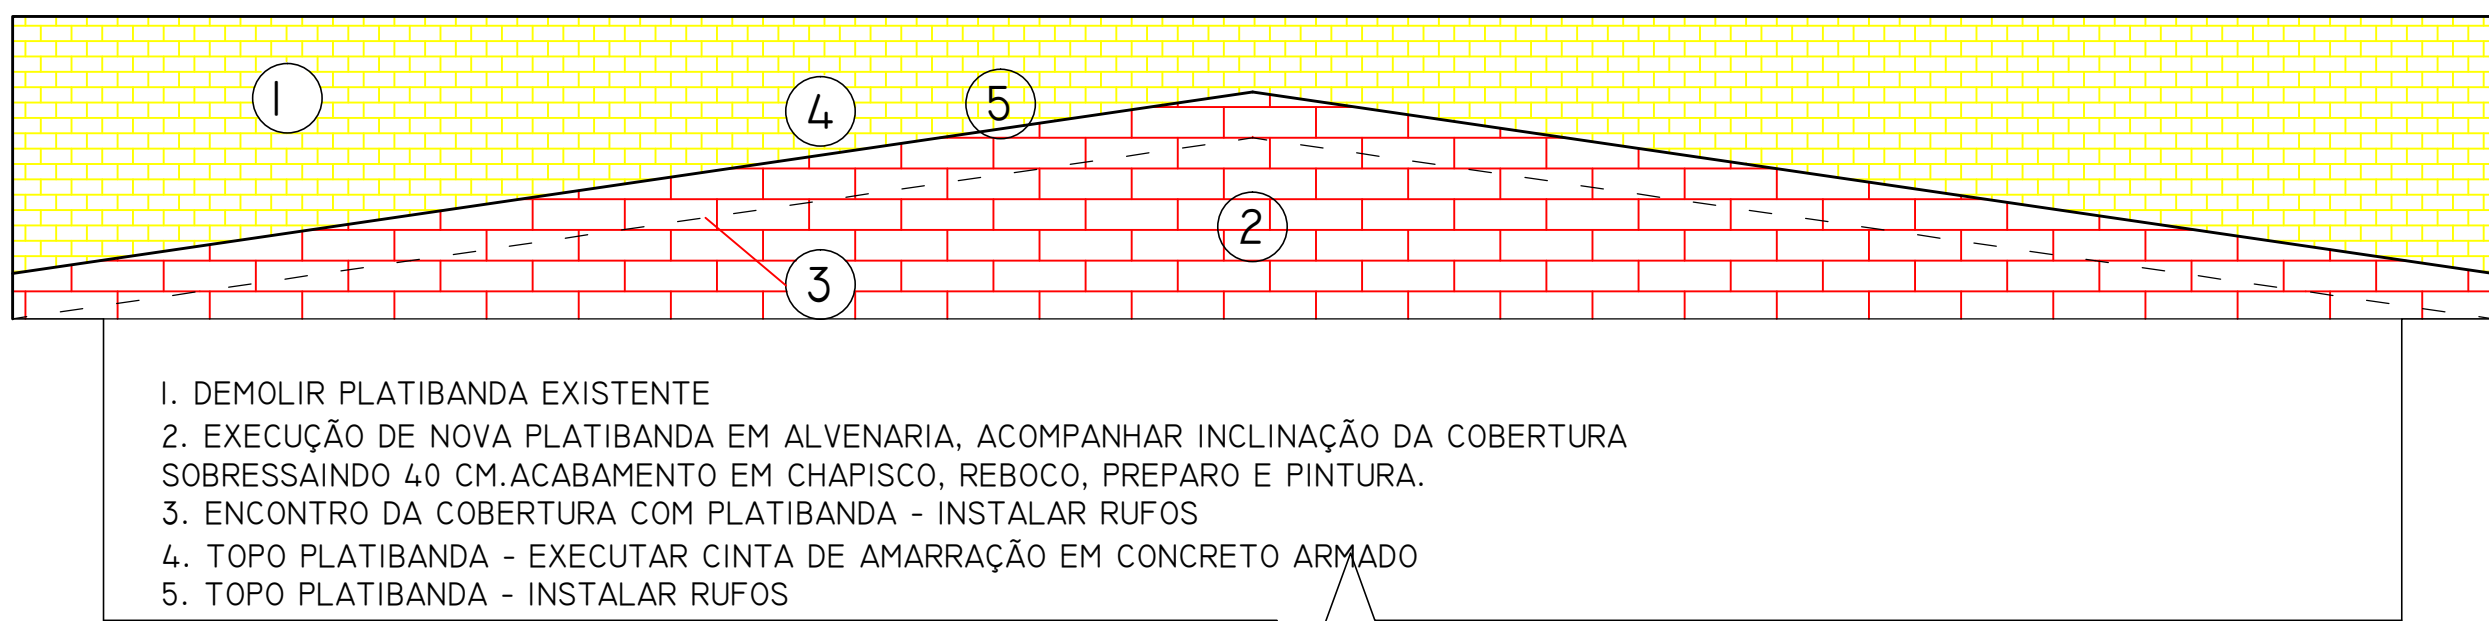 1
4
5
2
3
1. DEMOLIR PLATIBANDA EXISTENTE
2. EXECUÇÃO DE NOVA PLATIBANDA EM ALVENARIA, ACOMPANHAR INCLINAÇÃO DA COBERTURA
SOBRESSAINDO 40 CM.ACABAMENTO EM CHAPISCO, REBOCO, PREPARO E PINTURA.
3. ENCONTRO DA COBERTURA COM PLATIBANDA - INSTALAR RUFOS
4. TOPO PLATIBANDA - EXECUTAR CINTA DE AMARRAÇÃO EM CONCRETO ARMADO
5. TOPO PLATIBANDA - INSTALAR RUFOS